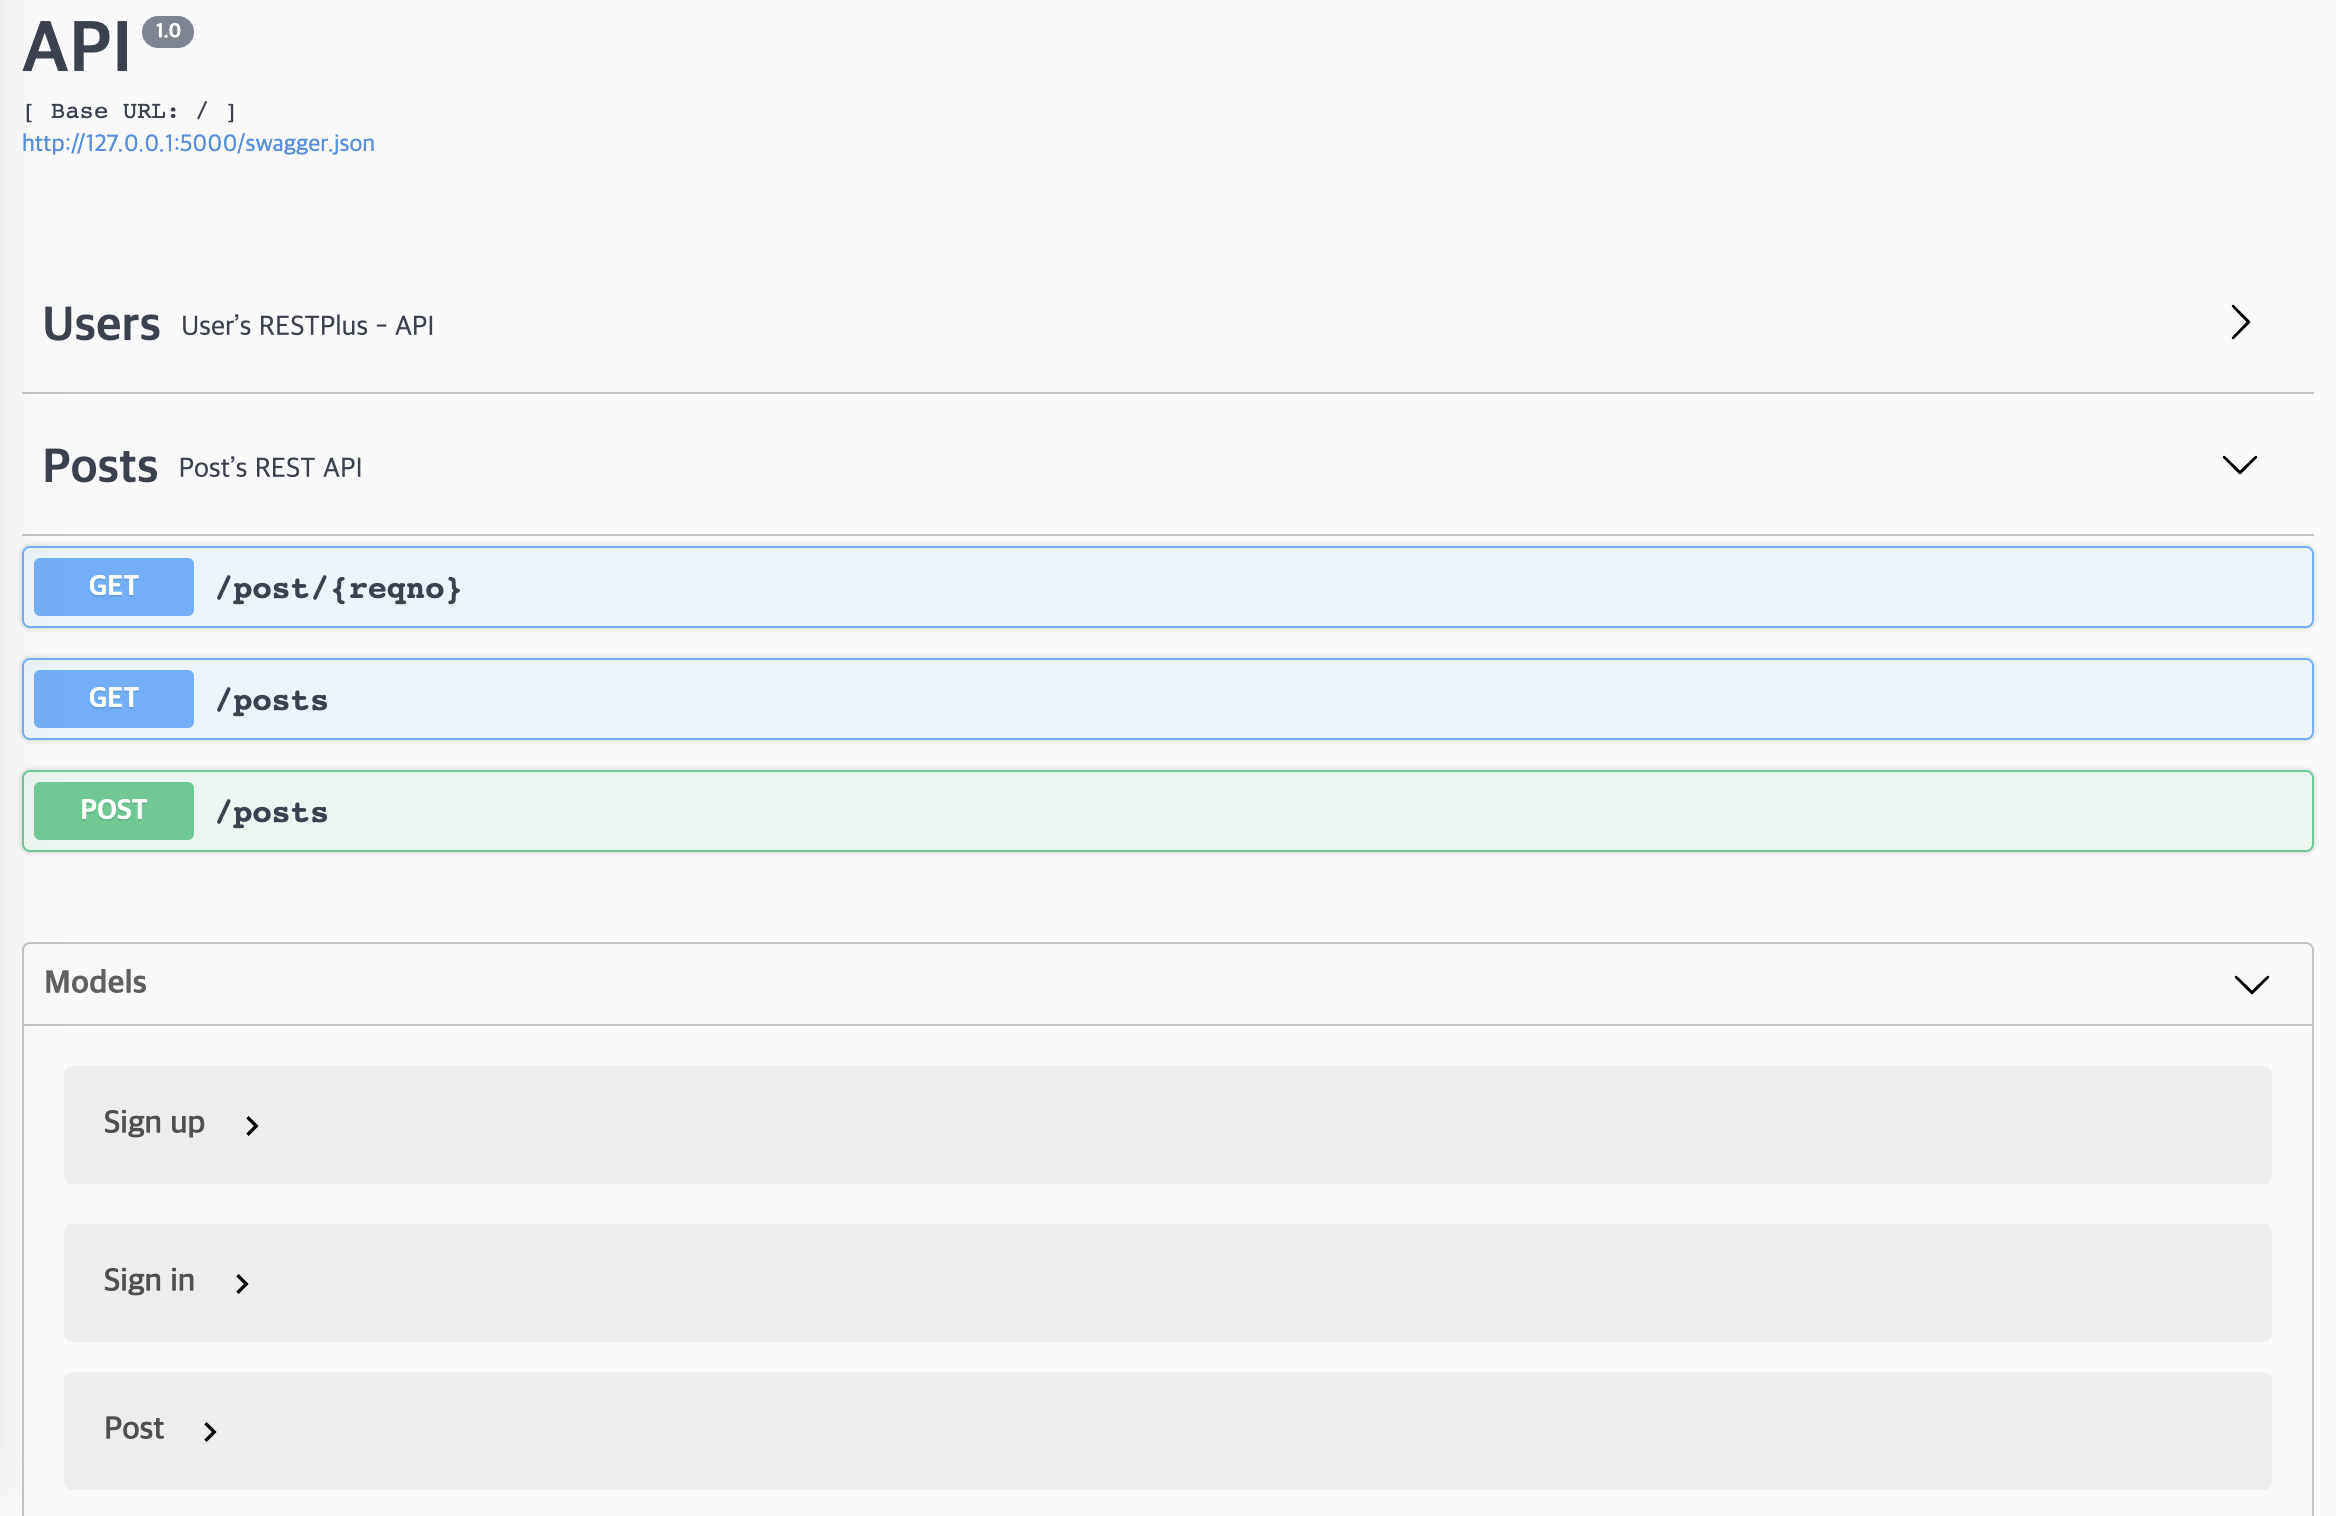 API 1.0
[ Base URL: / ]
http://127.0.0.1:5000/swagger.json
Users User’s RESTPlus - API
Posts Post’s REST API
GET /post/{reqno}
GET /posts
POST /posts
Models
Sign up
Sign in
Post